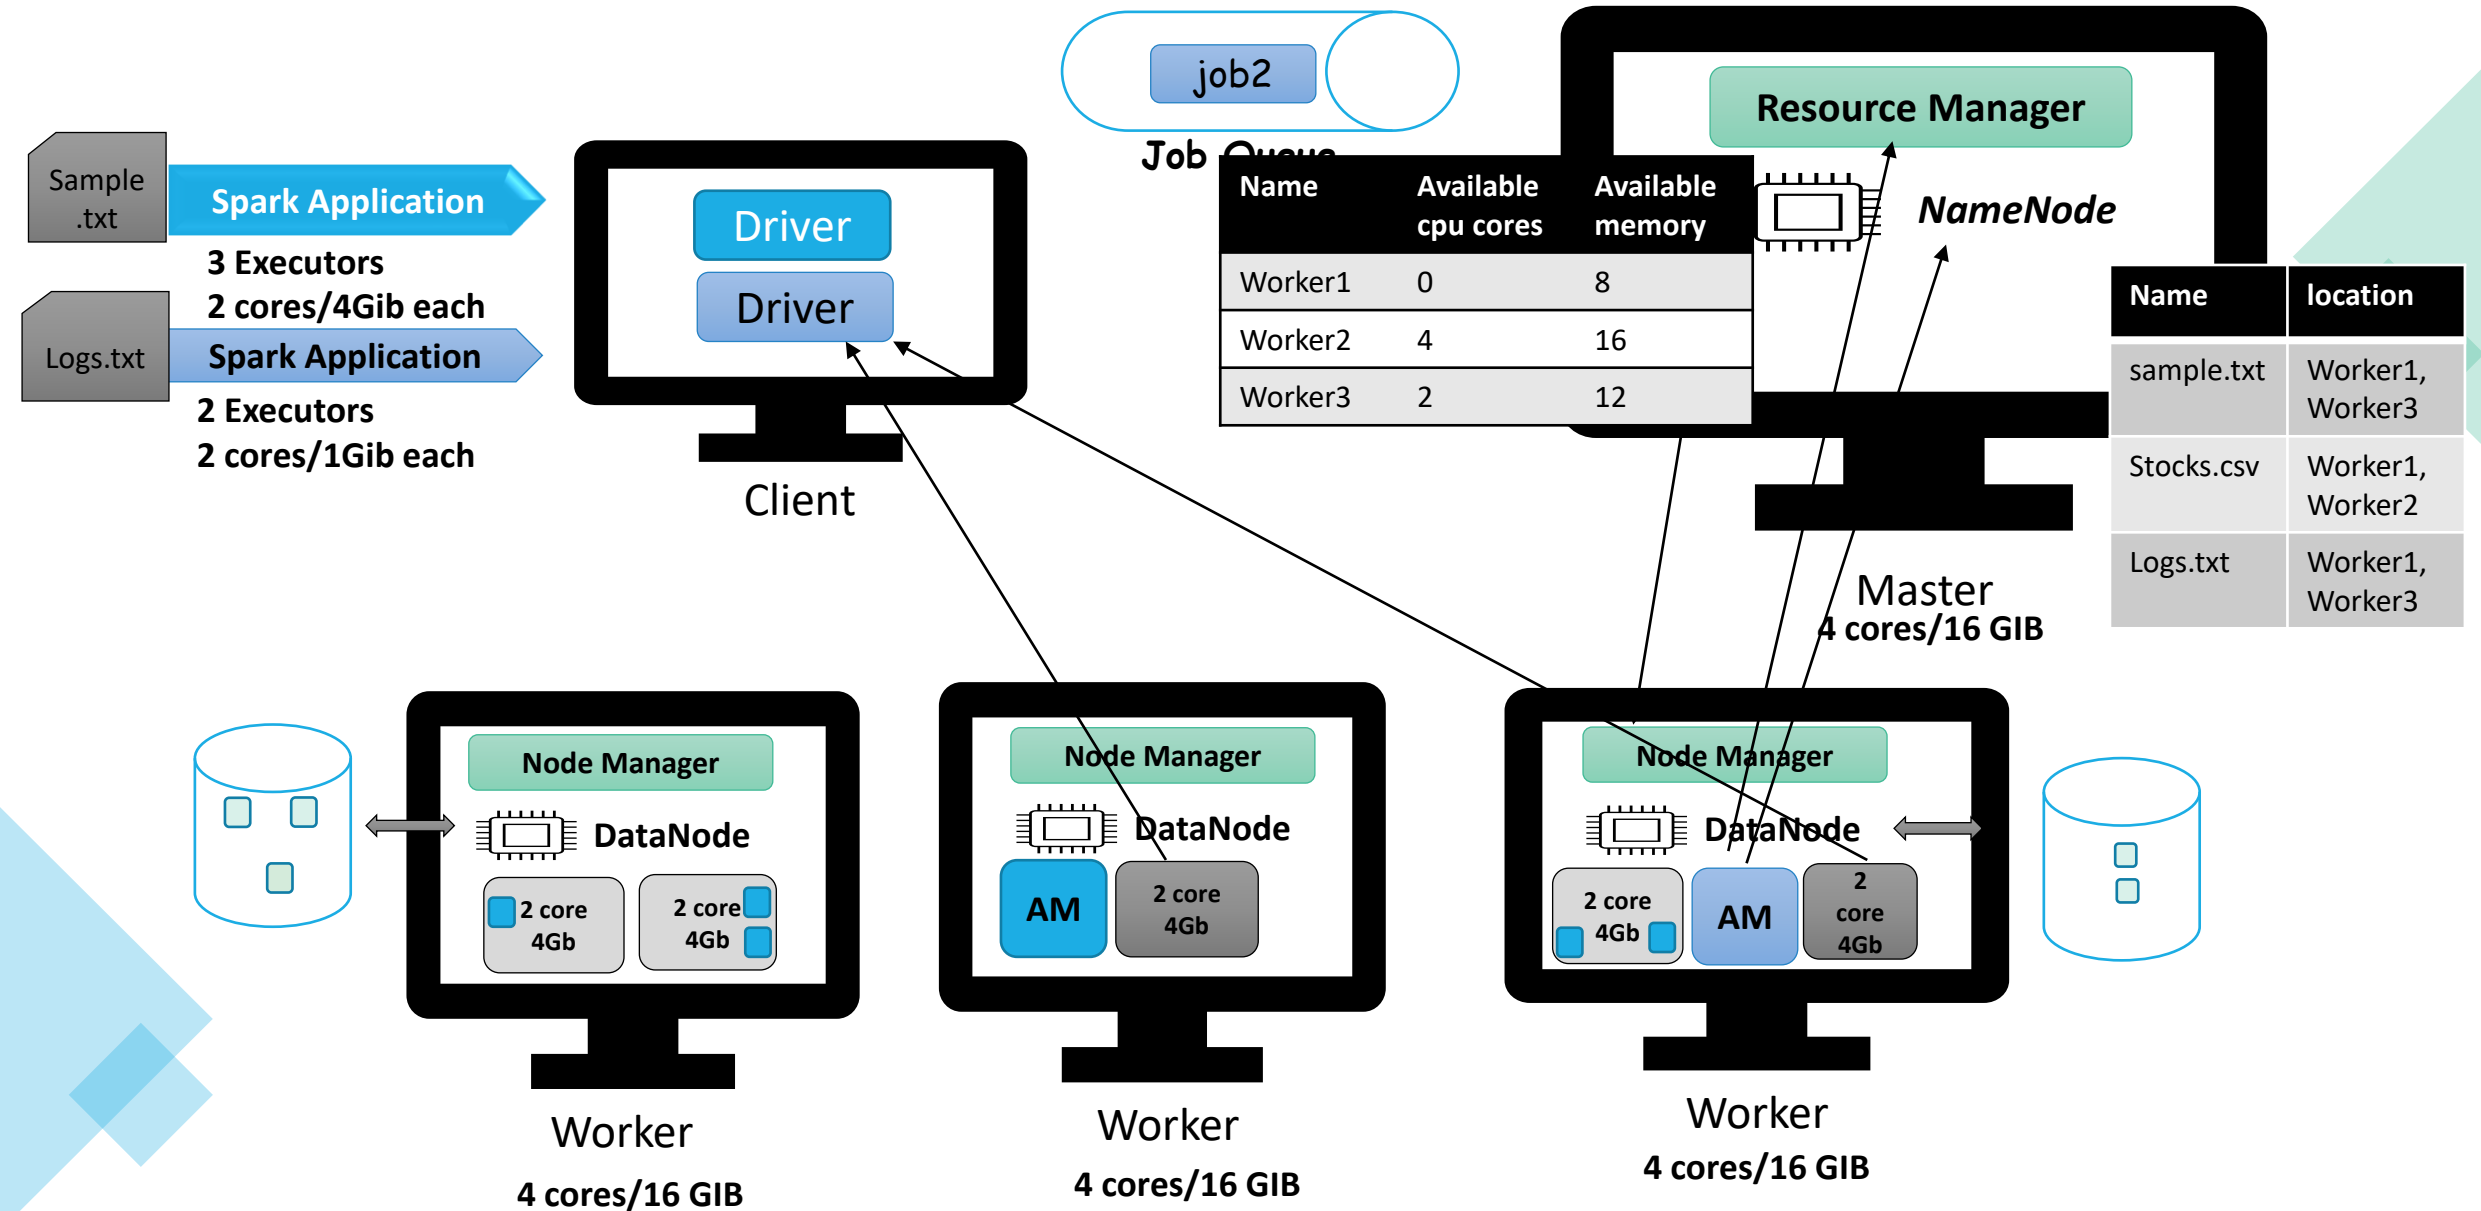 job2
Job Queue
Resource Manager
NameNode
Sample
.txt
Spark Application
3 Executors
2 cores/4Gib each
Logs.txt
Spark Application
2 Executors
2 cores/1Gib each
Driver
Driver
Client
Name Available cpu cores Available memory
Worker1 0 8
Worker2 4 16
Worker3 2 12
Name location
sample.txt Worker1,
Worker3
Stocks.csv Worker1,
Worker2
Logs.txt Worker1,
Worker3
Master
4 cores/16 GIB
Node Manager
DataNode
2 core
4Gb
2 core
4Gb
Worker
4 cores/16 GIB
Node Manager
DataNode
AM
2 core
4Gb
Worker
4 cores/16 GIB
Node Manager
DataNode
2 core
4Gb
AM
2
core
4Gb
Worker
4 cores/16 GIB